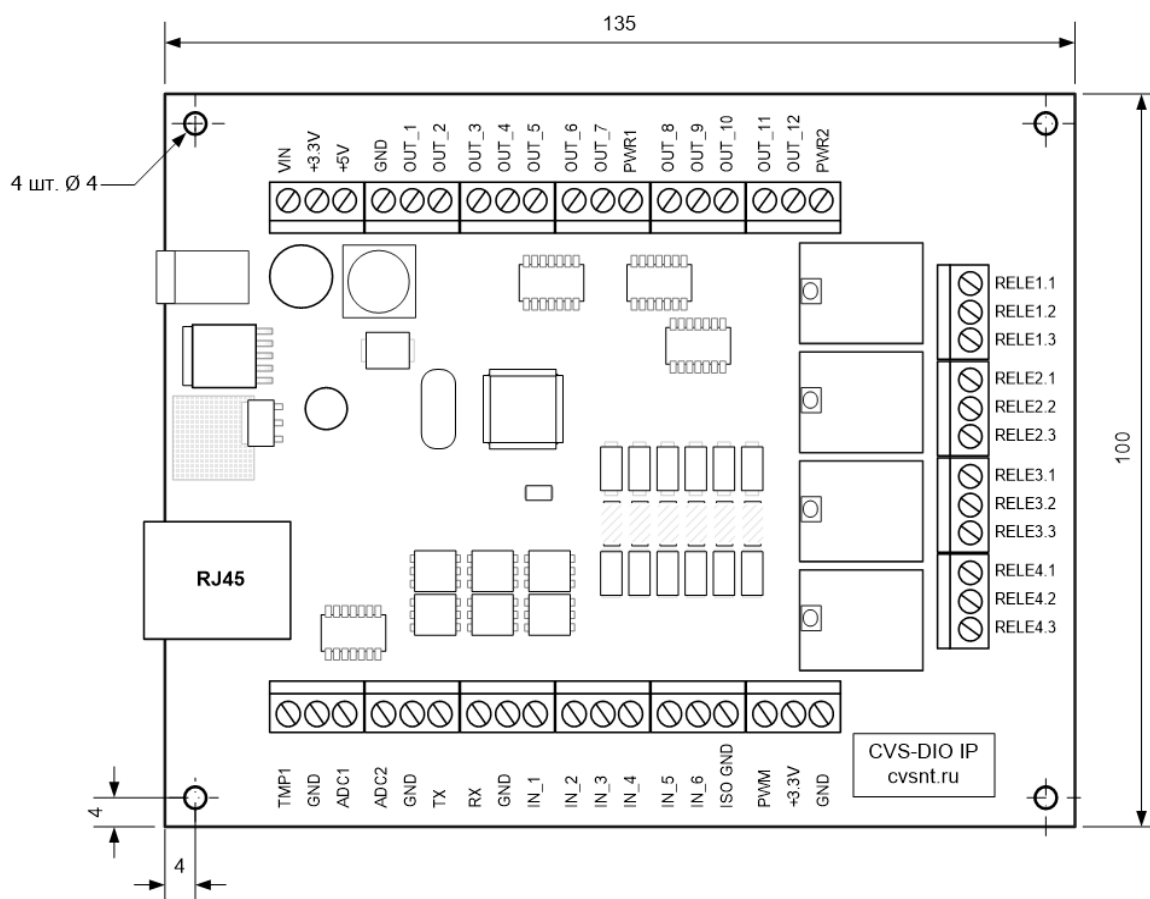 135
4 шт. Ø 4
VIN
+3.3V
+5V
GND
OUT_1
OUT_2
OUT_3
OUT_4
OUT_5
OUT_6
OUT_7
PWR1
OUT_8
OUT_9
OUT_10
OUT_11
OUT_12
PWR2
RELE1.1
RELE1.2
RELE1.3
RELE2.1
RELE2.2
RELE2.3
100
RELE3.1
RELE3.2
RELE3.3
RJ45
RELE4.1
RELE4.2
RELE4.3
CVS-DIO IP
cvsnt.ru
TMP1
GND
ADC1
ADC2
GND
TX
RX
GND
IN_1
IN_2
IN_3
IN_4
IN_5
IN_6
ISO GND
PWM
+3.3V
GND
4
4